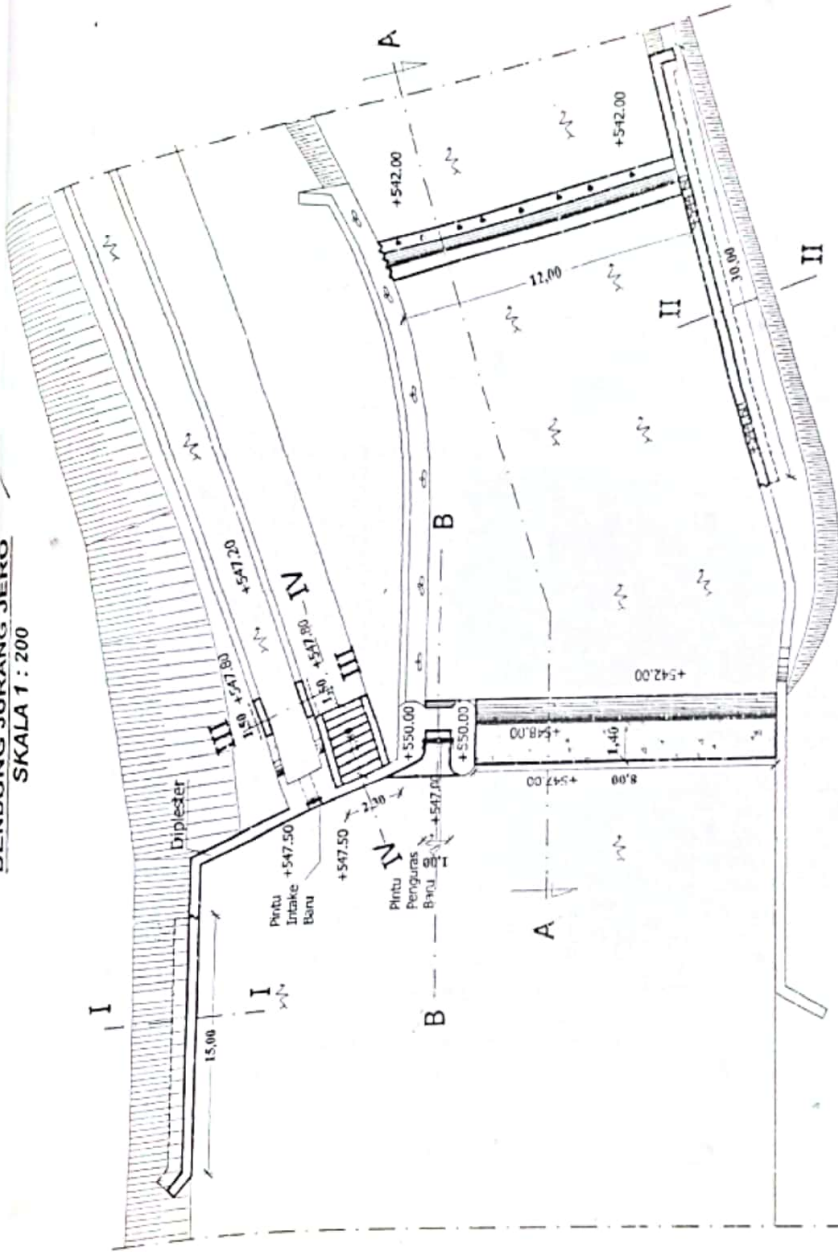 BENDUNG JURANG JERO
SKALA 1 : 200
A
+542.00
+542.00
12,00
30,00
II
II
+547.20
B
IV
III
+547.80
1,50
+547.80
1,50
III
+542.00
Diplester
+550.00
+550.00
+548.00
1.40
+547.00
8,00
2,30
+547.00
1,00
+547.50
+547.50
Pintu
Intake
Baru
IV
Pintu
Penguras
Baru
A
I
I
15,00
B